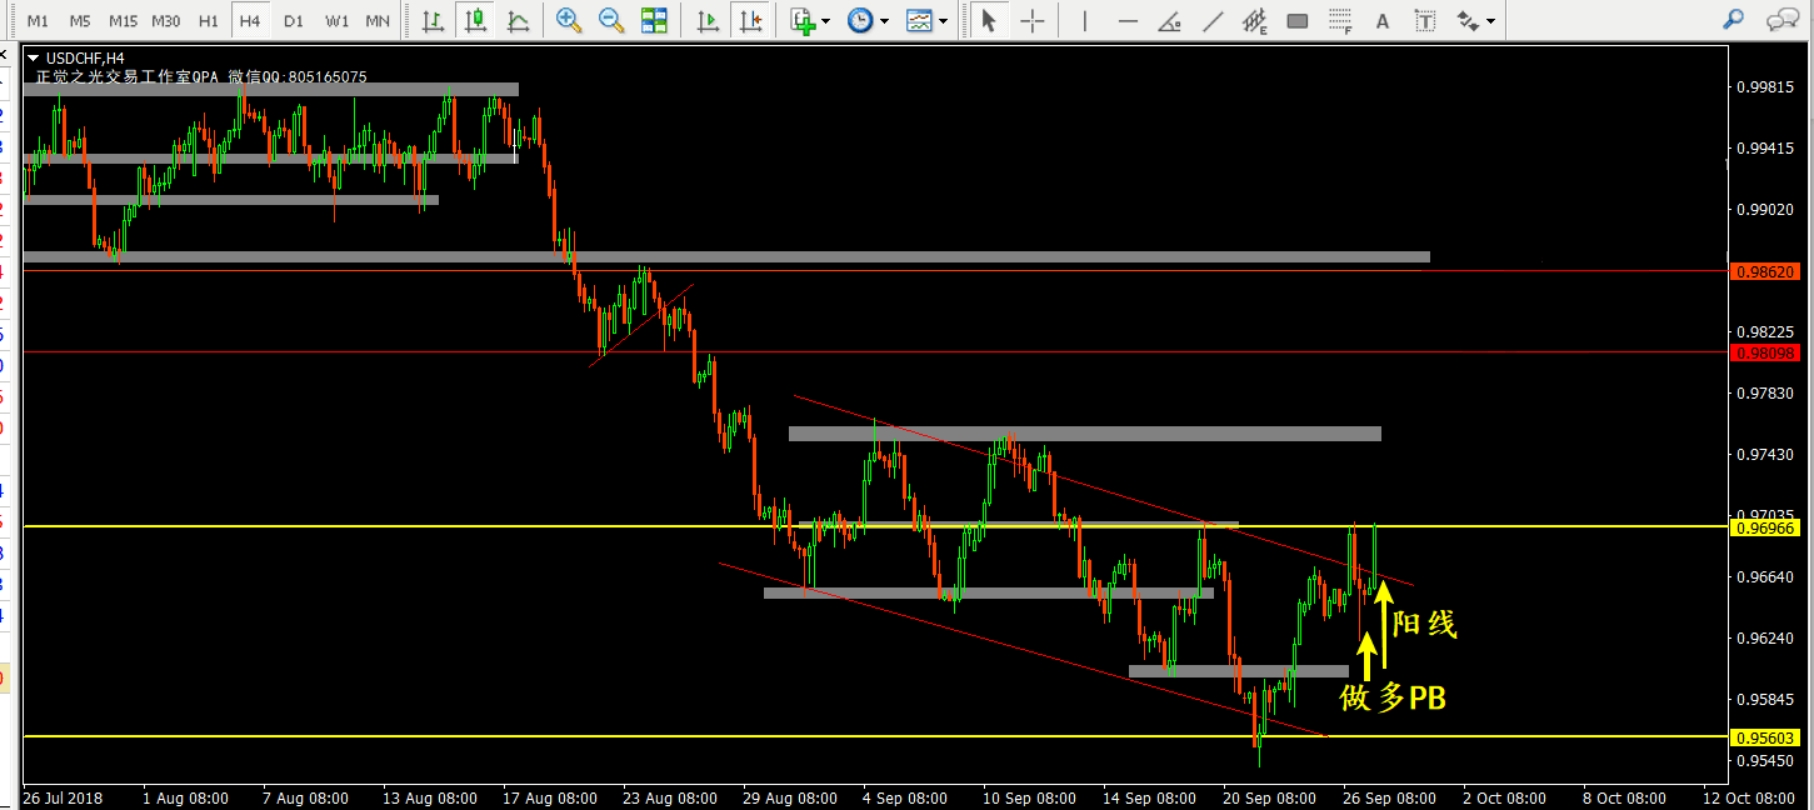 M1 M5 M15 M30 H1 H4 D1 W1 MN
USDCHF,H4
正觉之光交易工作室QPA 微信QQ:805165075
0.99815
0.99415
0.99020
0.98620
0.98225
0.98098
0.97830
0.97430
0.97035
0.96966
0.96640
阳线
0.96240
做多PB
0.95845
0.95603
0.95450
26 Jul 2018 1 Aug 08:00 7 Aug 08:00 13 Aug 08:00 17 Aug 08:00 23 Aug 08:00 29 Aug 08:00 4 Sep 08:00 10 Sep 08:00 14 Sep 08:00 20 Sep 08:00 26 Sep 08:00 2 Oct 08:00 8 Oct 08:00 12 Oct 08:00